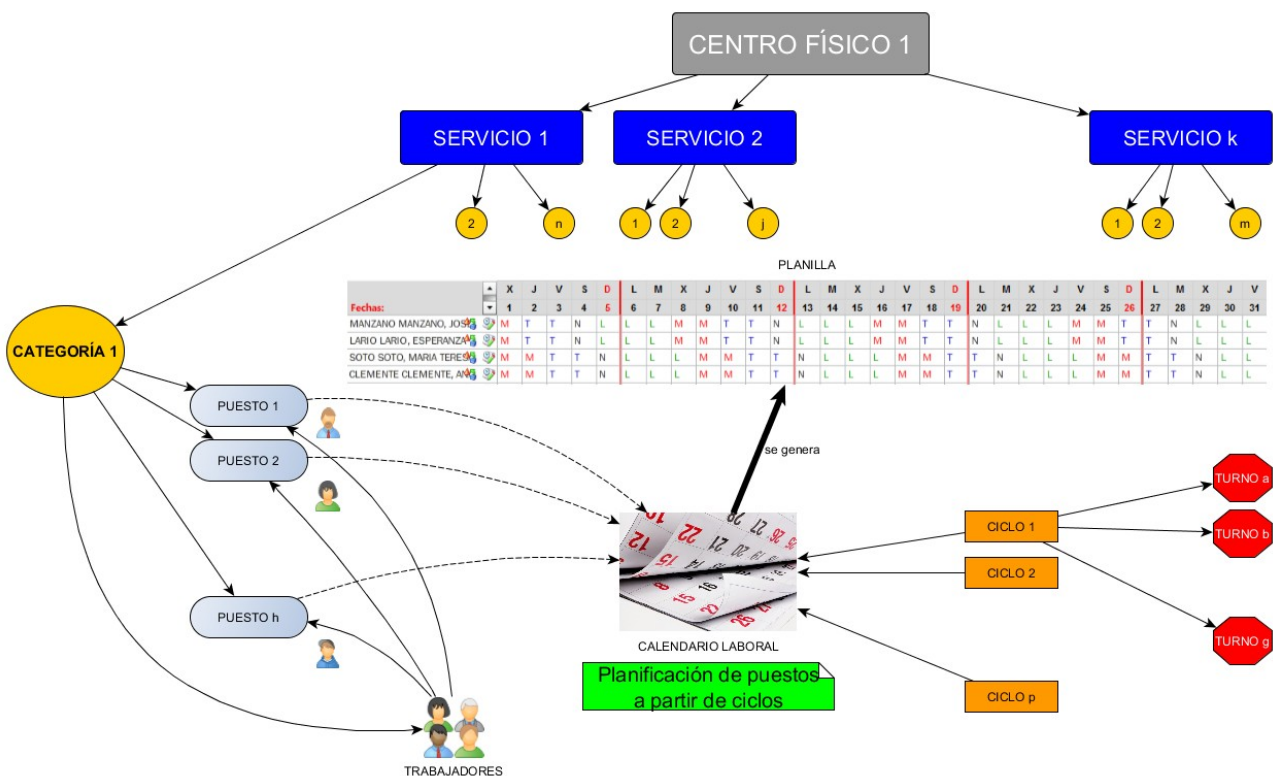 CENTRO FÍSICO 1
SERVICIO 1
SERVICIO 2
SERVICIO k
2
n
1
2
j
1
2
m
PLANILLA
X J V S D L M X J V S D L M X J V S D L M X J V S D L M X J V
Fechas: 1 2 3 4 5 6 7 8 9 10 11 12 13 14 15 16 17 18 19 20 21 22 23 24 25 26 27 28 29 30 31
MANZANO MANZANO, JOSÉ M T T N L L L M M T T N L L L M M T T N L L L M M T T N L L L
LARIO LARIO, ESPERANZA M T T N L L L M M T T N L L L M M T T N L L L M M T T N L L L
SOTO SOTO, MARIA TERES M M T T N L L L M M T T N L L L M M T T N L L L M M T T N L L
CLEMENTE CLEMENTE, AN M M T T N L L L M M T T N L L L M M T T N L L L M M T T N L L
CATEGORÍA 1
PUESTO 1
PUESTO 2
PUESTO h
se genera
TURNO a
TURNO b
TURNO g
CICLO 1
CICLO 2
CICLO p
CALENDARIO LABORAL
Planificación de puestos
a partir de ciclos
TRABAJADORES